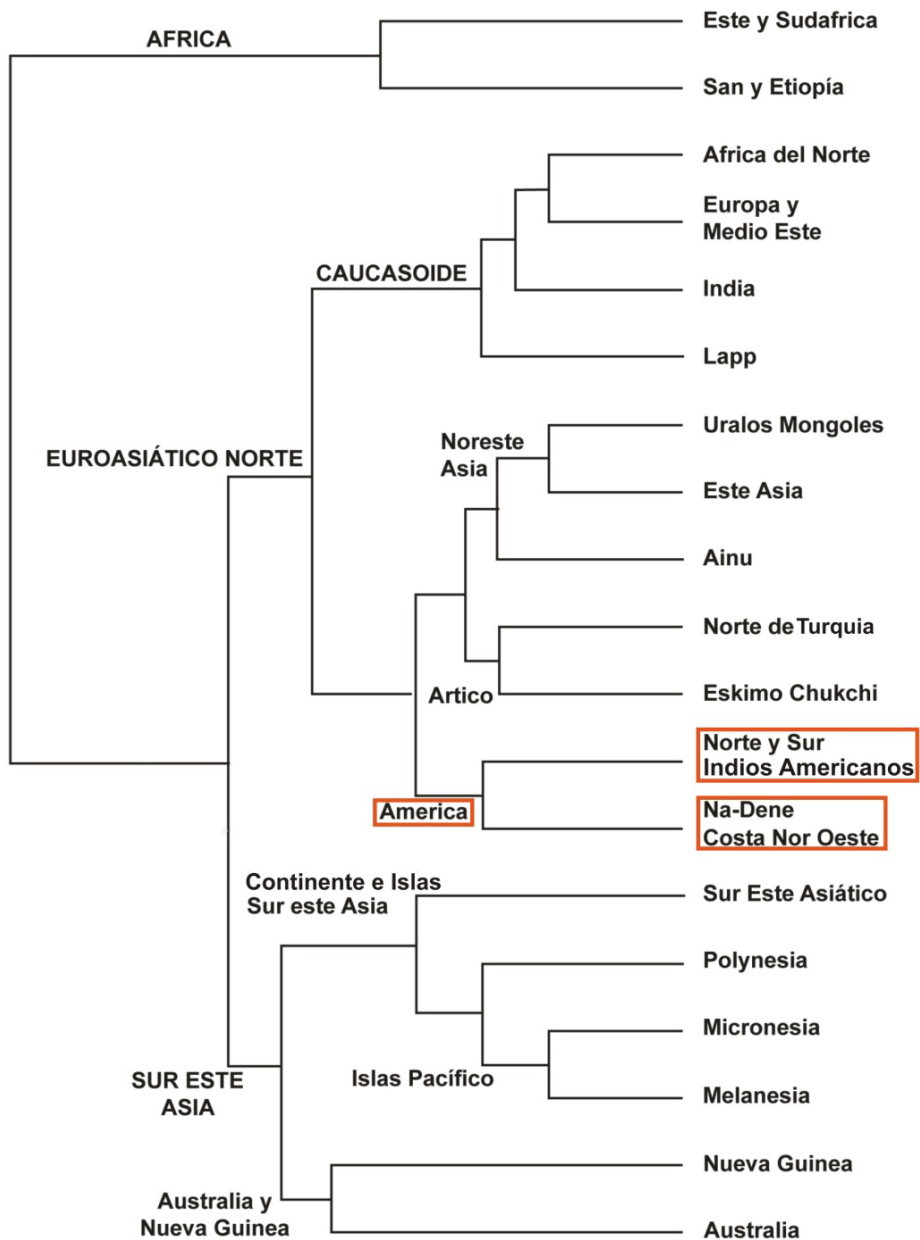 Este y Sudafrica
AFRICA
San y Etiopía
Africa del Norte
Europa y
Medio Este
CAUCASOIDE
India
Lapp
Uralos Mongoles
Noreste
Asia
EUROASIÁTICO NORTE
Este Asia
Ainu
Norte de Turquia
Artico
Eskimo Chukchi
Norte y Sur
Indios Americanos
America
Na-Dene
Costa Nor Oeste
Continente e Islas
Sur este Asia
Sur Este Asiático
Polynesia
Micronesia
Islas Pacífico
SUR ESTE
ASIA
Melanesia
Nueva Guinea
Australia y
Nueva Guinea
Australia